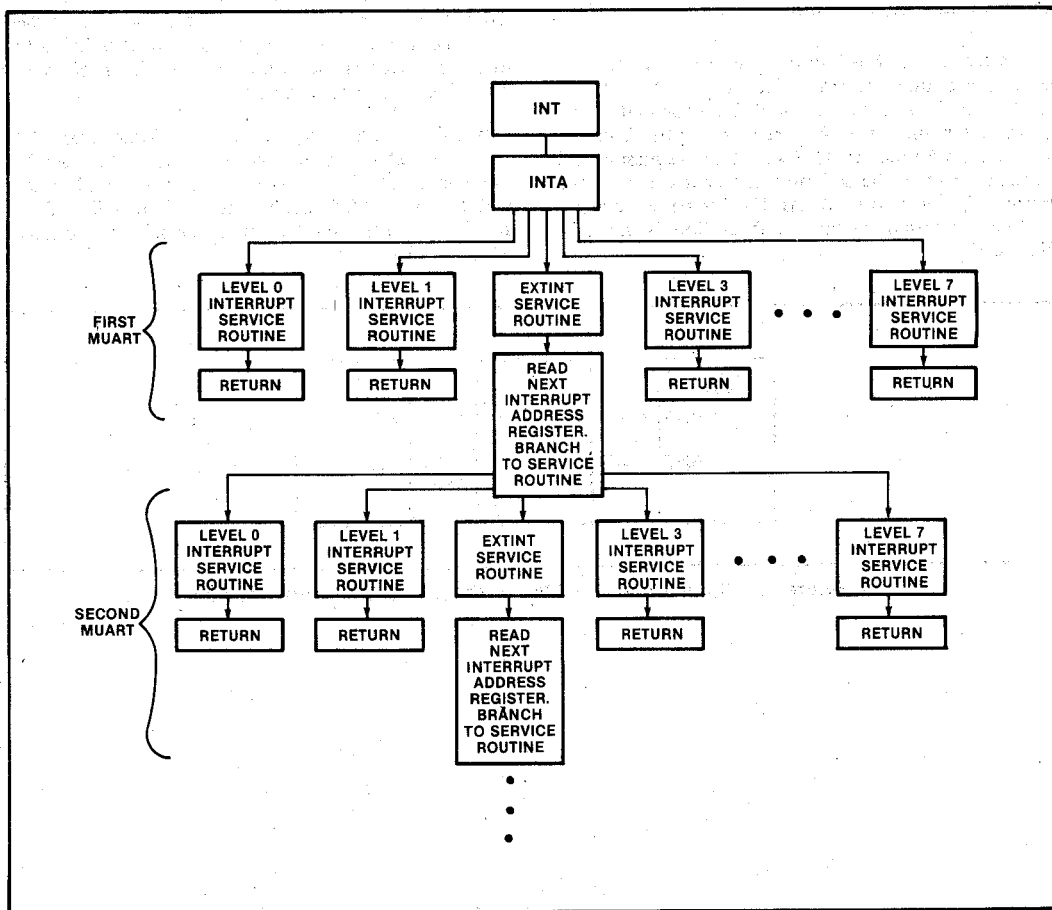 INT
INTA
FIRST
MUART
LEVEL 0
INTERRUPT
SERVICE
ROUTINE
RETURN
LEVEL 1
INTERRUPT
SERVICE
ROUTINE
RETURN
EXTINT
SERVICE
ROUTINE
READ
NEXT
INTERRUPT
ADDRESS
REGISTER.
BRANCH
TO SERVICE
ROUTINE
LEVEL 3
INTERRUPT
SERVICE
ROUTINE
RETURN
LEVEL 7
INTERRUPT
SERVICE
ROUTINE
RETURN
SECOND
MUART
LEVEL 0
INTERRUPT
SERVICE
ROUTINE
RETURN
LEVEL 1
INTERRUPT
SERVICE
ROUTINE
RETURN
EXTINT
SERVICE
ROUTINE
READ
NEXT
INTERRUPT
ADDRESS
REGISTER.
BRANCH
TO SERVICE
ROUTINE
LEVEL 3
INTERRUPT
SERVICE
ROUTINE
RETURN
LEVEL 7
INTERRUPT
SERVICE
ROUTINE
RETURN